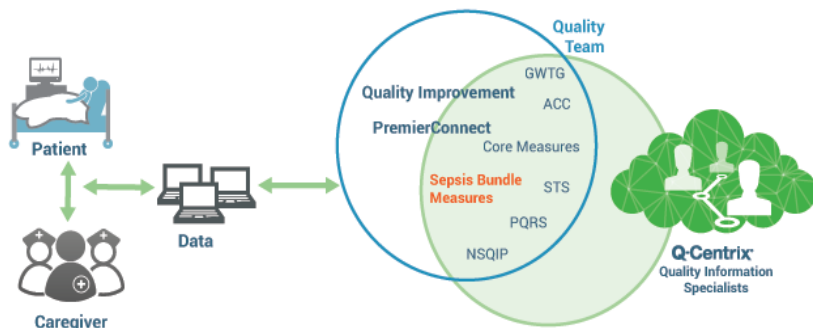 Quality
Team
GWTG
Quality Improvement
ACC
PremierConnect
Core Measures
Patient
Sepsis Bundle
Measures
STS
PQRS
Data
NSQIP
Q-Centrix
Quality Information
Specialists
Caregiver